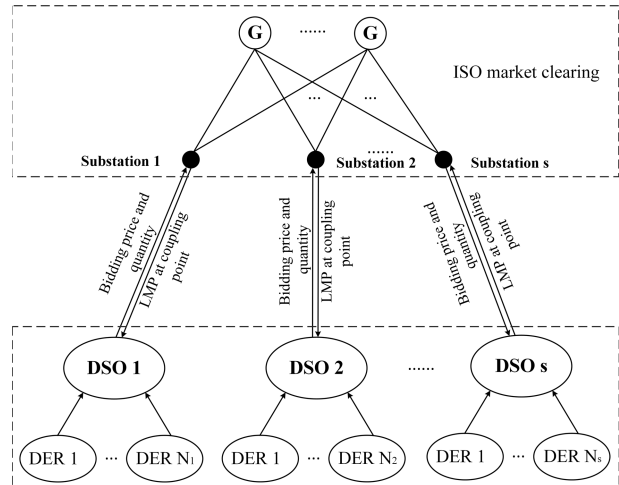 G ...... G
ISO market clearing
... ...
......
Substation 1
Substation 2
Substation s
Bidding price and
quantity
LMP at coupling
point
Bidding price and
quantity
LMP at coupling
point
Bidding price and
quantity
LMP at coupling
point
DSO 1
DSO 2
......
DSO s
DER 1 ... DER N1
DER 1 ... DER N2
DER 1 ... DER Ns